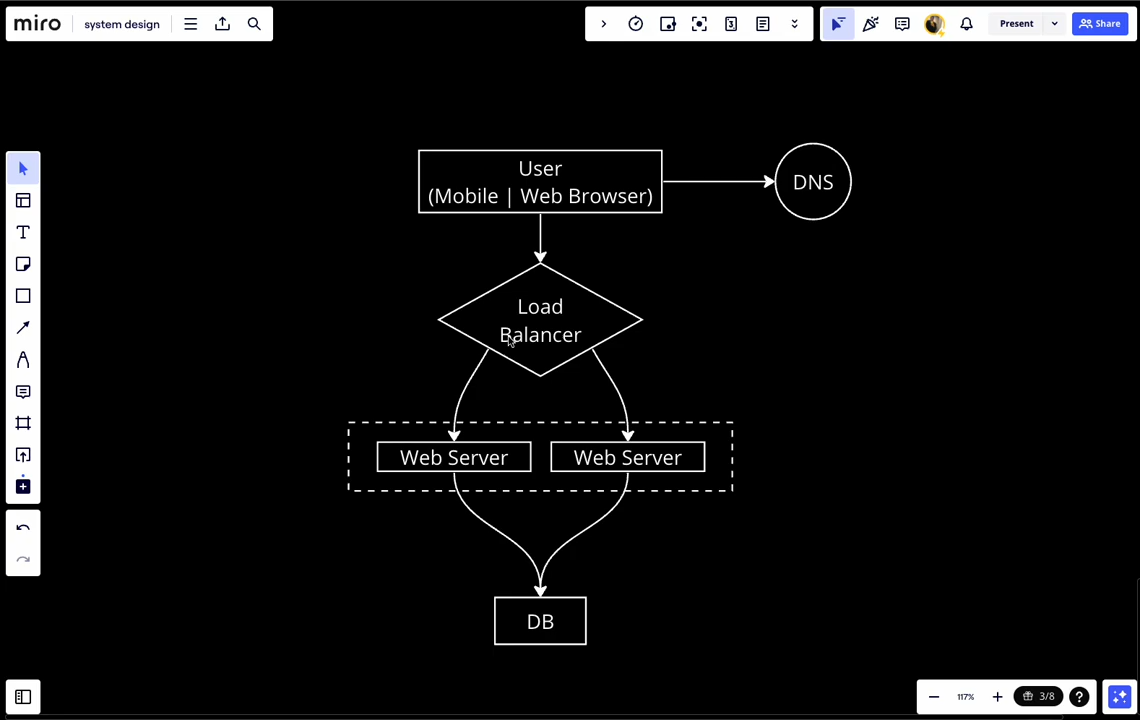 miro
system design
Present
Share
User
(Mobile | Web Browser)
DNS
Load
Balancer
Web Server
Web Server
DB
117%
3/8
?